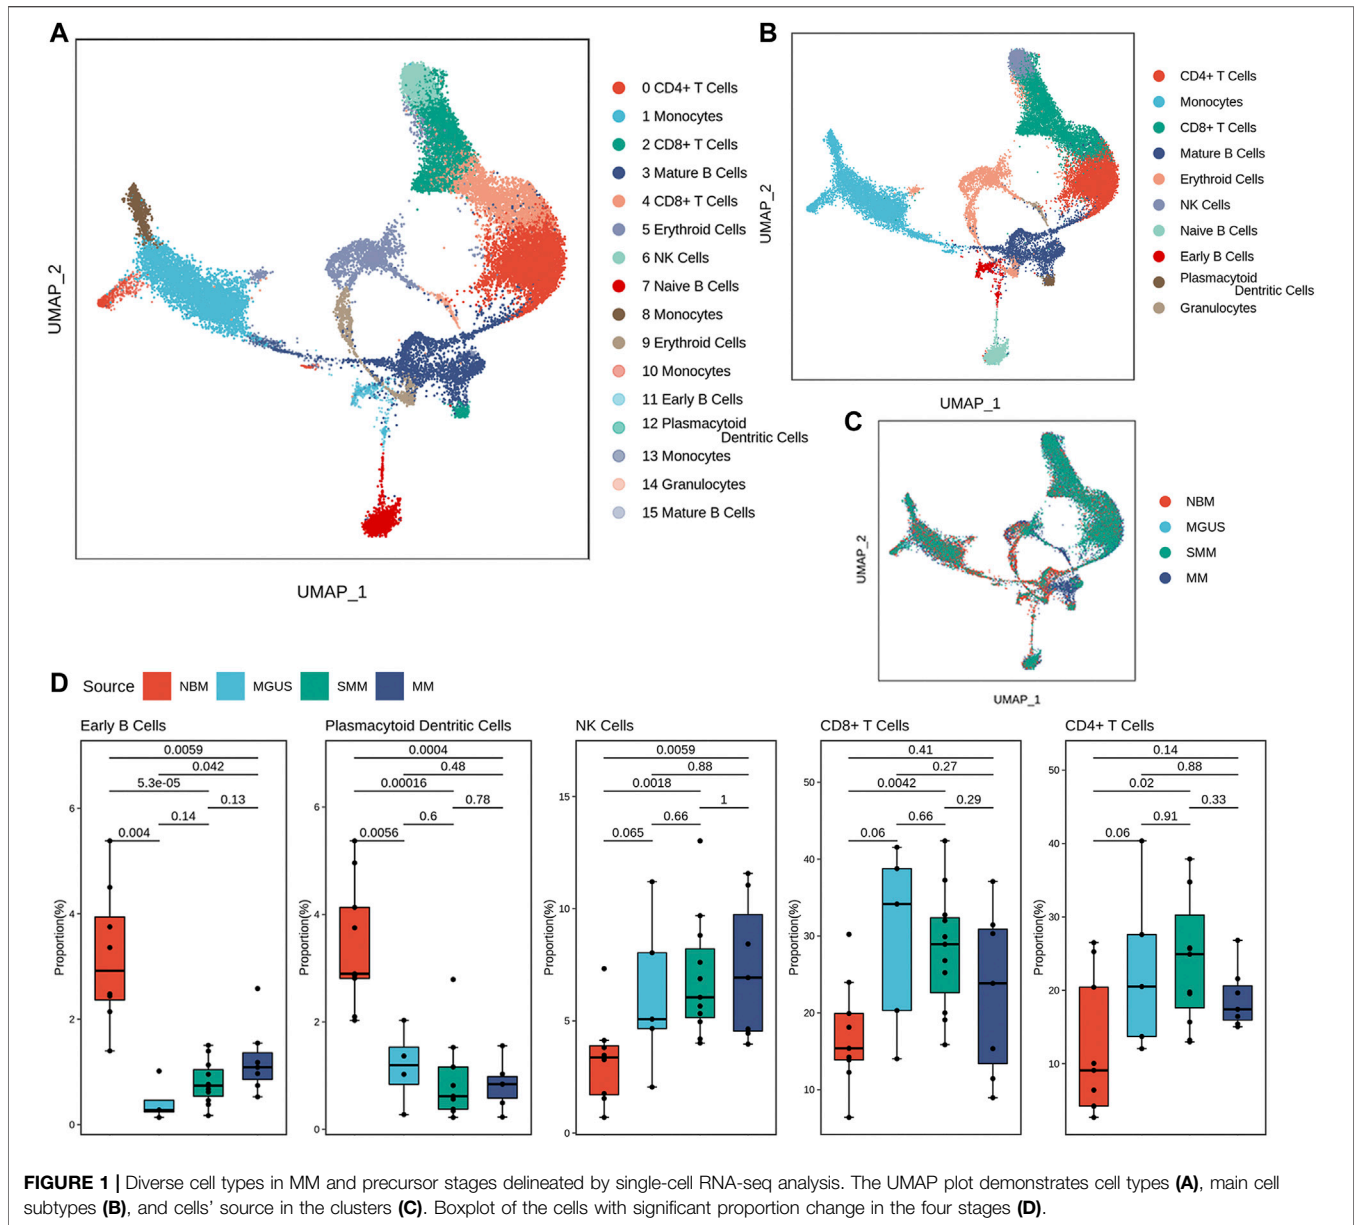 A
UMAP_2
UMAP_1
0 CD4+ T Cells
1 Monocytes
2 CD8+ T Cells
3 Mature B Cells
4 CD8+ T Cells
5 Erythroid Cells
6 NK Cells
7 Naive B Cells
8 Monocytes
9 Erythroid Cells
10 Monocytes
11 Early B Cells
12 Plasmacytoid
Dentritic Cells
13 Monocytes
14 Granulocytes
15 Mature B Cells
B
UMAP_2
UMAP_1
CD4+ T Cells
Monocytes
CD8+ T Cells
Mature B Cells
Erythroid Cells
NK Cells
Naive B Cells
Early B Cells
Plasmacytoid
Dentritic Cells
Granulocytes
C
UMAP_2
UMAP_1
NBM
MGUS
SMM
MM
D Source NBM MGUS SMM MM
Early B Cells
Proportion(%)
6
4
2
0
0.0059
0.042
5.3e-05
0.13
0.14
0.004
Plasmacytoid Dentritic Cells
Proportion(%)
6
4
2
0
0.0004
0.48
0.00016
0.78
0.6
0.0056
NK Cells
Proportion(%)
15
10
5
0
0.0059
0.88
0.0018
1
0.66
0.065
CD8+ T Cells
Proportion(%)
50
40
30
20
10
0.41
0.27
0.0042
0.29
0.66
0.06
CD4+ T Cells
Proportion(%)
50
40
30
20
10
0.14
0.88
0.02
0.33
0.91
0.06
FIGURE 1 | Diverse cell types in MM and precursor stages delineated by single-cell RNA-seq analysis. The UMAP plot demonstrates cell types (A), main cell
subtypes (B), and cells' source in the clusters (C). Boxplot of the cells with significant proportion change in the four stages (D).